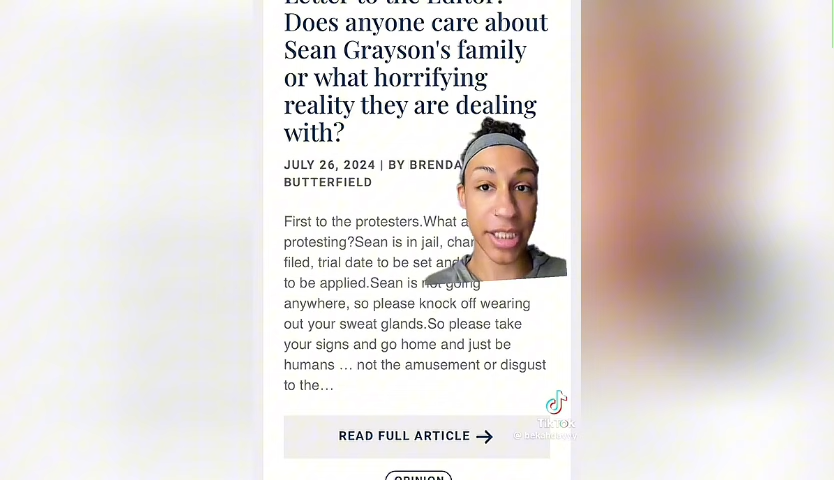 Letter to the Editor:
Does anyone care about
Sean Grayson's family
or what horrifying
reality they are dealing
with?
JULY 26, 2024 | BY BRENDA
BUTTERFIELD
First to the protesters.What a
protesting?Sean is in jail, char
filed, trial date to be set and
to be applied.Sean is not going
anywhere, so please knock off wearing
out your sweat glands.So please take
your signs and go home and just be
humans … not the amusement or disgust
to the…
TikTok
READ FULL ARTICLE
OPINION